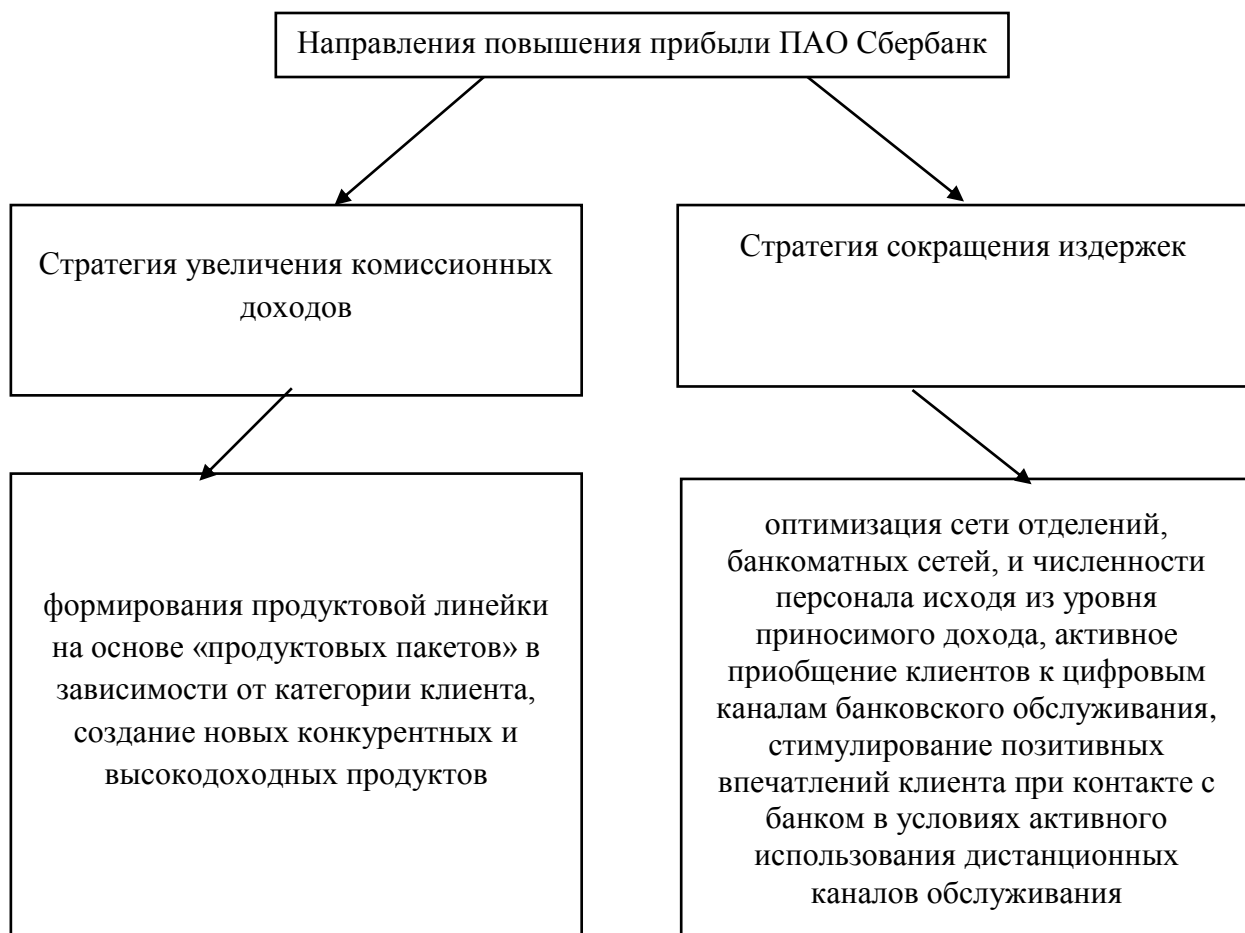 Направления повышения прибыли ПАО Сбербанк
Стратегия увеличения комиссионных
доходов
Стратегия сокращения издержек
формирования продуктовой линейки
на основе «продуктовых пакетов» в
зависимости от категории клиента,
создание новых конкурентных и
высокодоходных продуктов
оптимизация сети отделений,
банкоматных сетей, и численности
персонала исходя из уровня
приносимого дохода, активное
приобщение клиентов к цифровым
каналам банковского обслуживания,
стимулирование позитивных
впечатлений клиента при контакте с
банком в условиях активного
использования дистанционных
каналов обслуживания